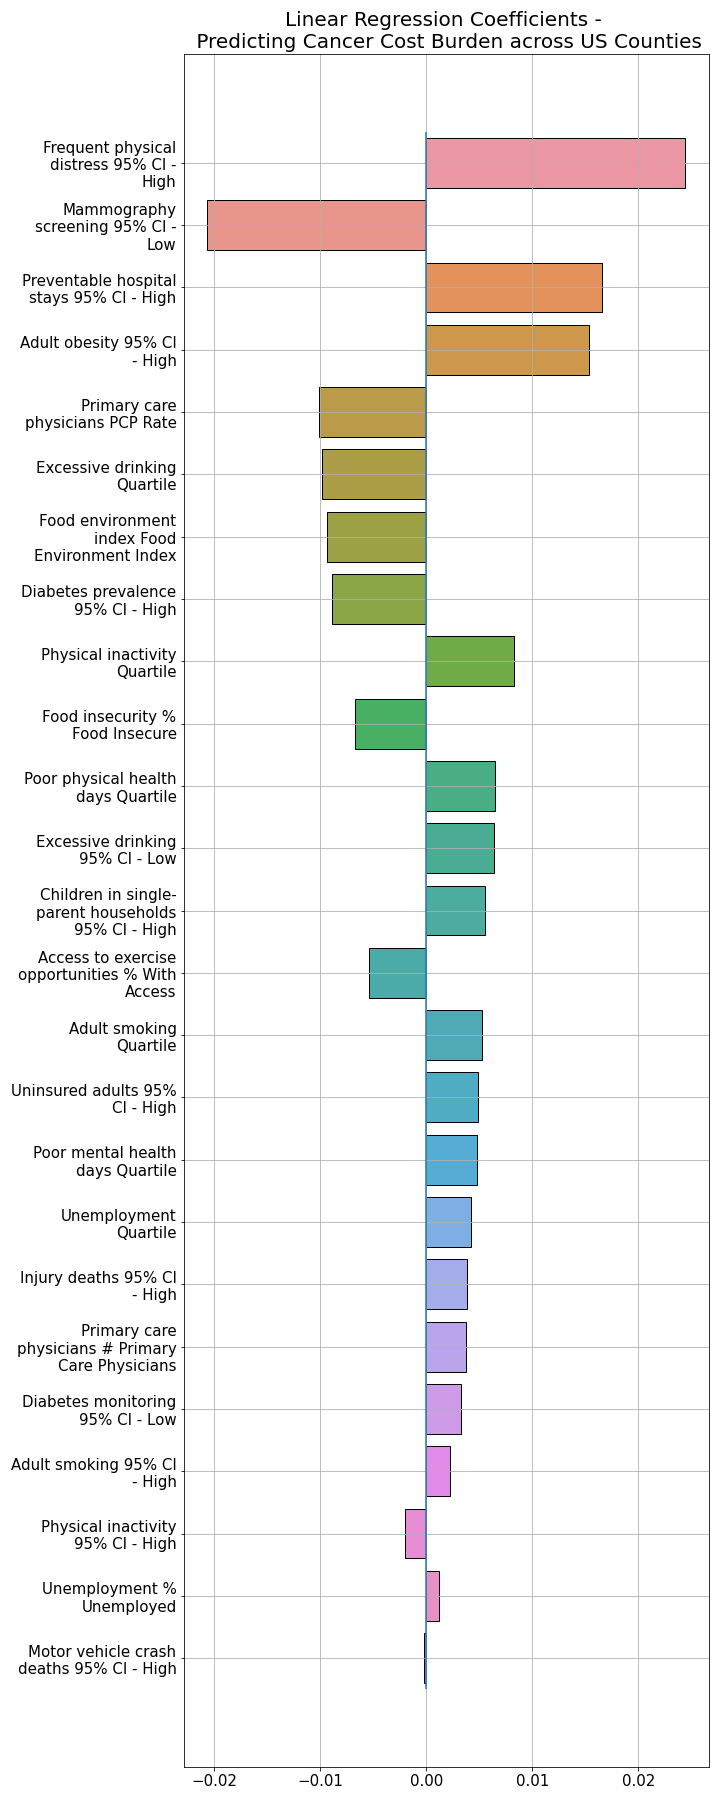 Linear Regression Coefficients -
Predicting Cancer Cost Burden across US Counties
Frequent physical
distress 95% CI -
High
Mammography
screening 95% CI -
Low
Preventable hospital
stays 95% CI - High
Adult obesity 95% CI
- High
Primary care
physicians PCP Rate
Excessive drinking
Quartile
Food environment
index Food
Environment Index
Diabetes prevalence
95% CI - High
Physical inactivity
Quartile
Food insecurity %
Food Insecure
Poor physical health
days Quartile
Excessive drinking
95% CI - Low
Children in single-
parent households
95% CI - High
Access to exercise
opportunities % With
Access
Adult smoking
Quartile
Uninsured adults 95%
CI - High
Poor mental health
days Quartile
Unemployment
Quartile
Injury deaths 95% CI
- High
Primary care
physicians # Primary
Care Physicians
Diabetes monitoring
95% CI - Low
Adult smoking 95% CI
- High
Physical inactivity
95% CI - High
Unemployment %
Unemployed
Motor vehicle crash
deaths 95% CI - High
−0.02 −0.01 0.00 0.01 0.02